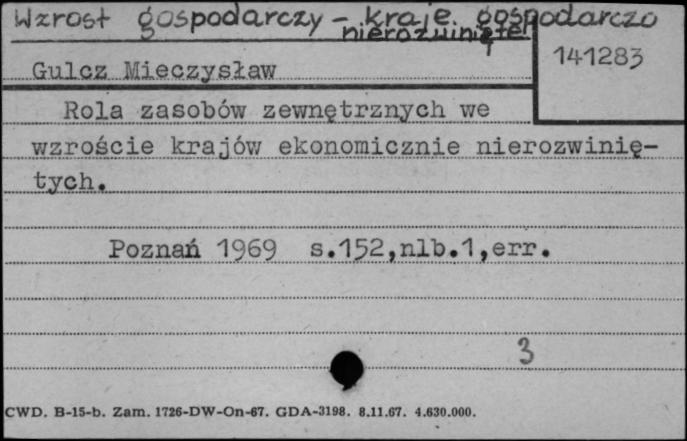 Wzrost gospodarczy - kraje gospodarczo
nierozwinięte
141283
Gulcz Mieczysław
Rola zasobów zewnętrznych we
wzroście krajów ekonomicznie nierozwinię-
tych.
Poznań 1969 s.152,nlb.1,err.
3
CWD. B-15-b. Zam. 1726-DW-On-67. GDA-3198. 8.11.67. 4.630.000.